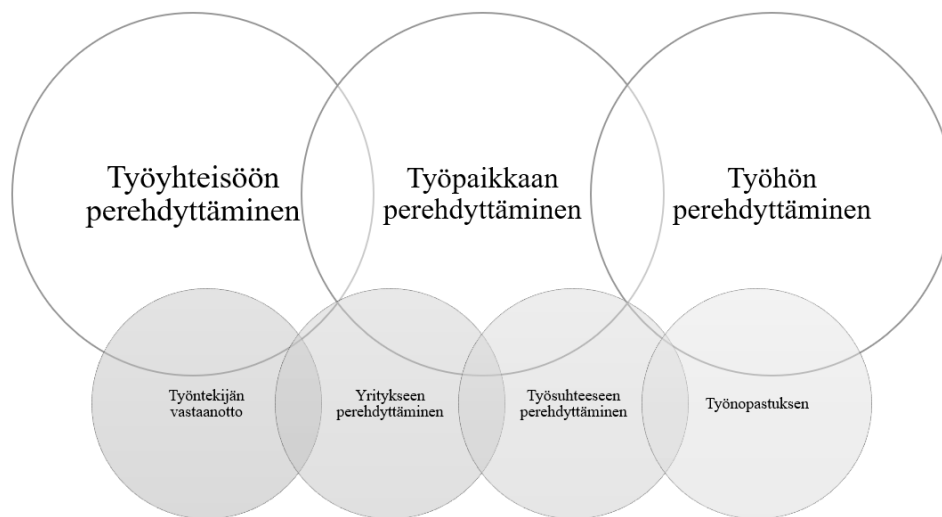 Työyhteisöön
perehdyttäminen
Työpaikkaan
perehdyttäminen
Työhön
perehdyttäminen
Työntekijän
vastaanotto
Yritykseen
perehdyttäminen
Työsuhteeseen
perehdyttäminen
Työnopastuksen